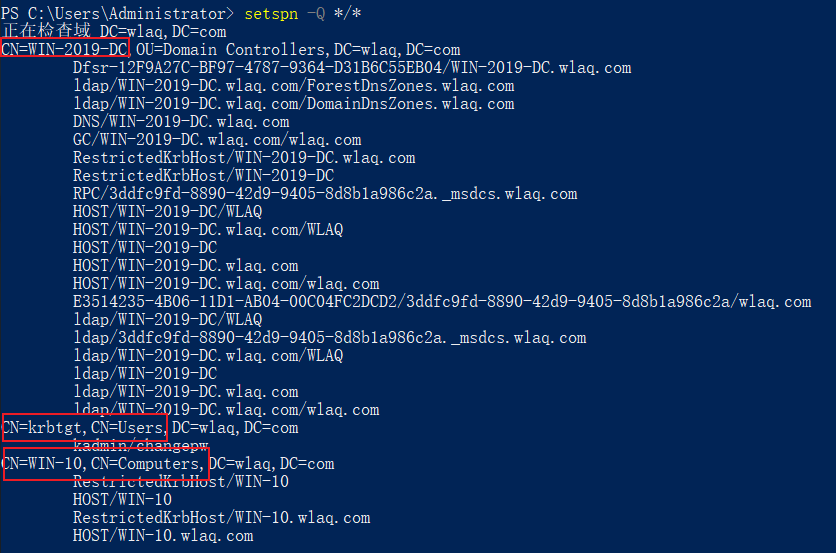 PS C:\Users\Administrator> setspn -Q */*
正在检查域 DC=wlaq,DC=com
CN=WIN-2019-DC,OU=Domain Controllers,DC=wlaq,DC=com
Dfsr-12F9A27C-BF97-4787-9364-D31B6C55EB04/WIN-2019-DC.wlaq.com
ldap/WIN-2019-DC.wlaq.com/ForestDnsZones.wlaq.com
ldap/WIN-2019-DC.wlaq.com/DomainDnsZones.wlaq.com
DNS/WIN-2019-DC.wlaq.com
GC/WIN-2019-DC.wlaq.com/wlaq.com
RestrictedKrbHost/WIN-2019-DC.wlaq.com
RestrictedKrbHost/WIN-2019-DC
RPC/3ddfc9fd-8890-42d9-9405-8d8b1a986c2a._msdcs.wlaq.com
HOST/WIN-2019-DC/WLAQ
HOST/WIN-2019-DC.wlaq.com/WLAQ
HOST/WIN-2019-DC
HOST/WIN-2019-DC.wlaq.com
HOST/WIN-2019-DC.wlaq.com/wlaq.com
E3514235-4B06-11D1-AB04-00C04FC2DCD2/3ddfc9fd-8890-42d9-9405-8d8b1a986c2a/wlaq.com
ldap/WIN-2019-DC/WLAQ
ldap/3ddfc9fd-8890-42d9-9405-8d8b1a986c2a._msdcs.wlaq.com
ldap/WIN-2019-DC.wlaq.com/WLAQ
ldap/WIN-2019-DC
ldap/WIN-2019-DC.wlaq.com
ldap/WIN-2019-DC.wlaq.com/wlaq.com
CN=krbtgt,CN=Users,DC=wlaq,DC=com
kadmin/changepw
CN=WIN-10,CN=Computers,DC=wlaq,DC=com
RestrictedKrbHost/WIN-10
HOST/WIN-10
RestrictedKrbHost/WIN-10.wlaq.com
HOST/WIN-10.wlaq.com